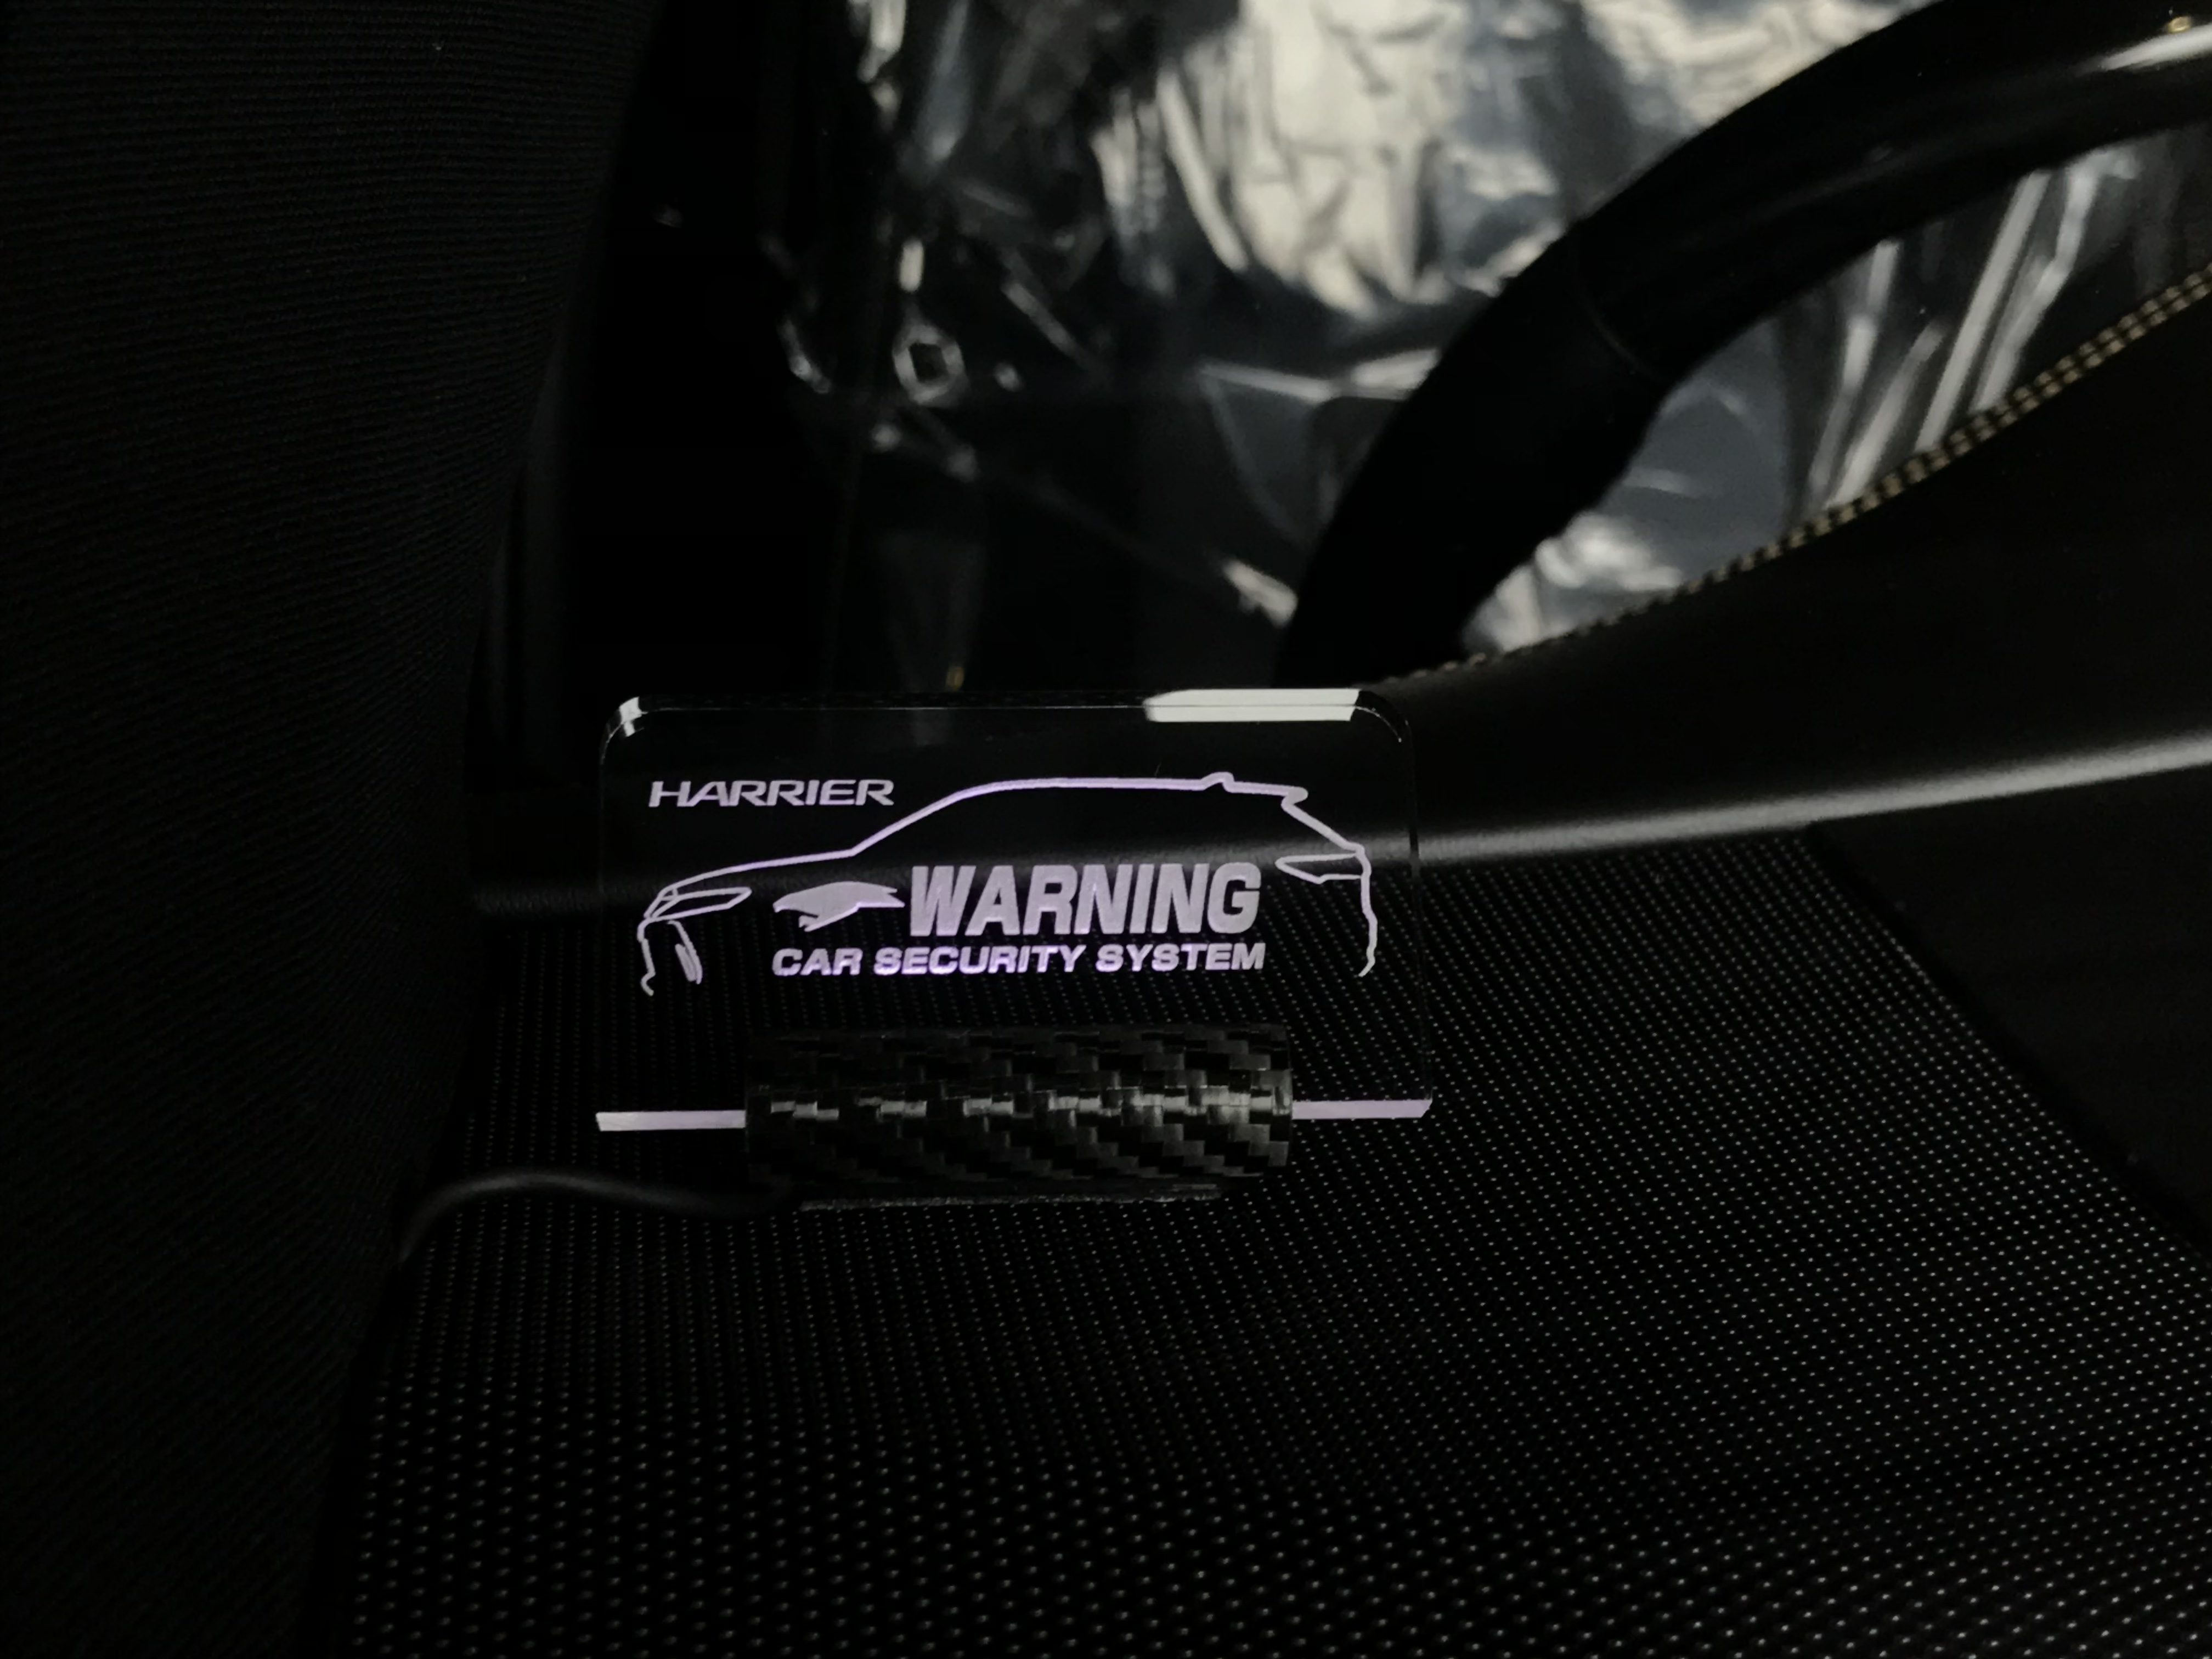 HARRIER
WARNING
CAR SECURITY SYSTEM